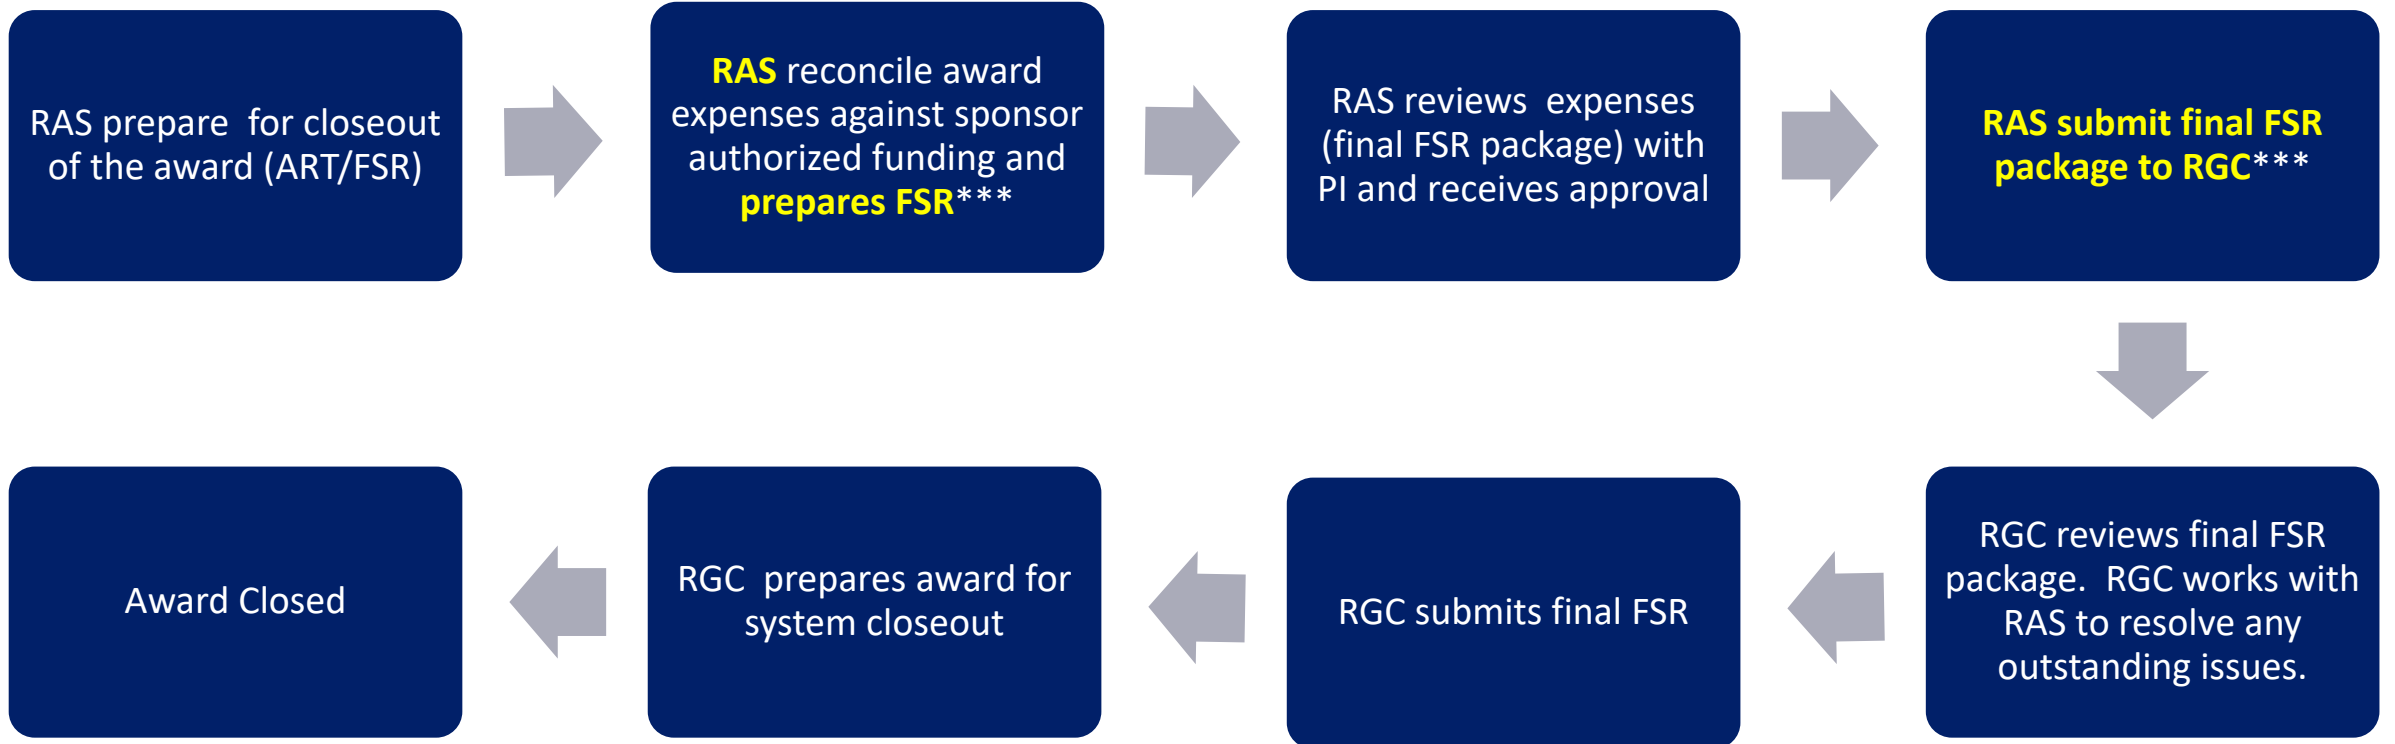 RAS prepare  for closeout
of the award (ART/FSR)
RAS reconcile award
expenses against sponsor
authorized funding and
prepares FSR***
RAS reviews  expenses
(final FSR package) with
PI and receives approval
RAS submit final FSR
package to RGC***
RGC reviews final FSR
package.  RGC works with
RAS to resolve any
outstanding issues.
RGC submits final FSR
RGC  prepares award for
system closeout
Award Closed